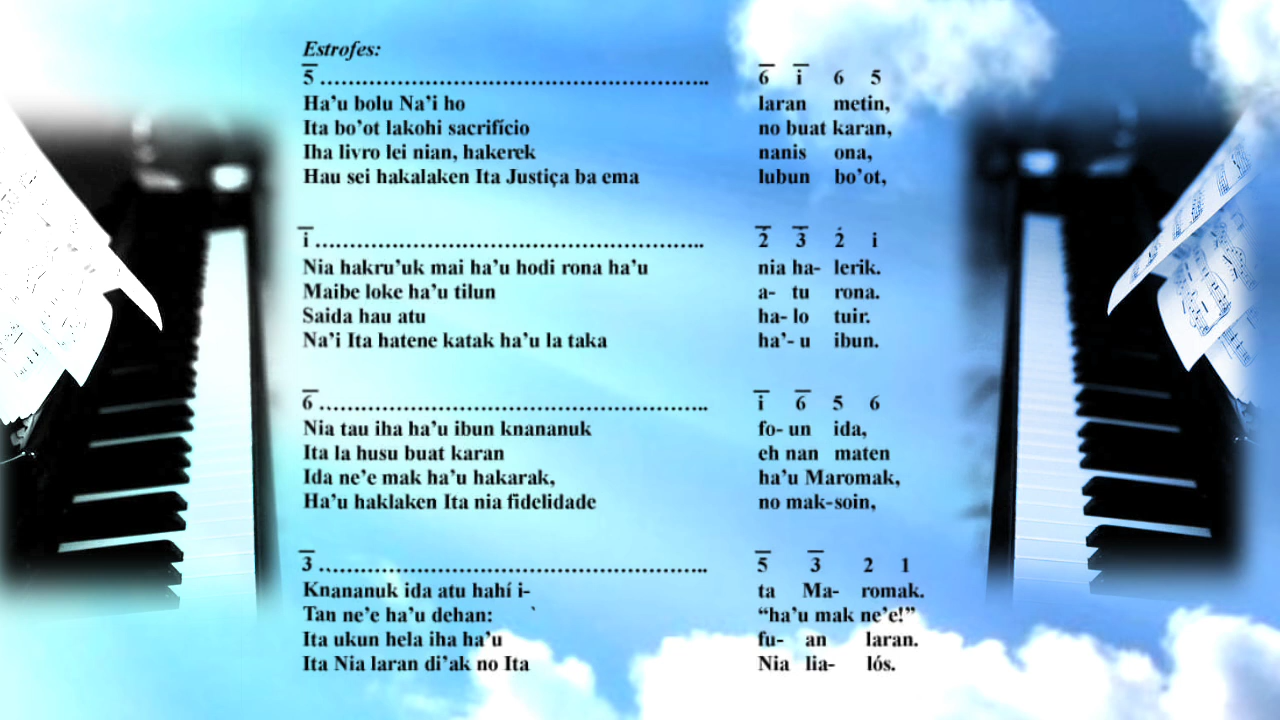 Estrofes:
5............................................................... 6 i 6 5
Ha’u bolu Na’i ho laran metin,
Ita bo’ot lakohi sacrifício no buat karan,
Iha livro lei nian, hakerek nanis ona,
Hau sei hakalaken Ita Justiça ba ema lubun bo’ot,
i............................................................... 2 3 2 i
Nia hakru’uk mai ha’u hodi rona ha’u nia ha- lerik.
Maibe loke ha’u tilun a- tu rona.
Saida hau atu ha- lo tuir.
Na’i Ita hatene katak ha’u la taka ha’- u ibun.
6............................................................... i 6 5 6
Nia tau iha ha’u ibun knananuk fo- un ida,
Ita la husu buat karan eh nan maten
Ida ne’e mak ha’u hakarak, ha’u Maromak,
Ha’u haklaken Ita nia fidelidade no mak-soin,
3............................................................... 5 3 2 1
Knananuk ida atu hahí i- ta Ma- romak.
Tan ne’e ha’u dehan: “ha’u mak ne’e!”
Ita ukun hela iha ha’u fu- an laran.
Ita Nia laran di’ak no Ita Nia lia- lós.